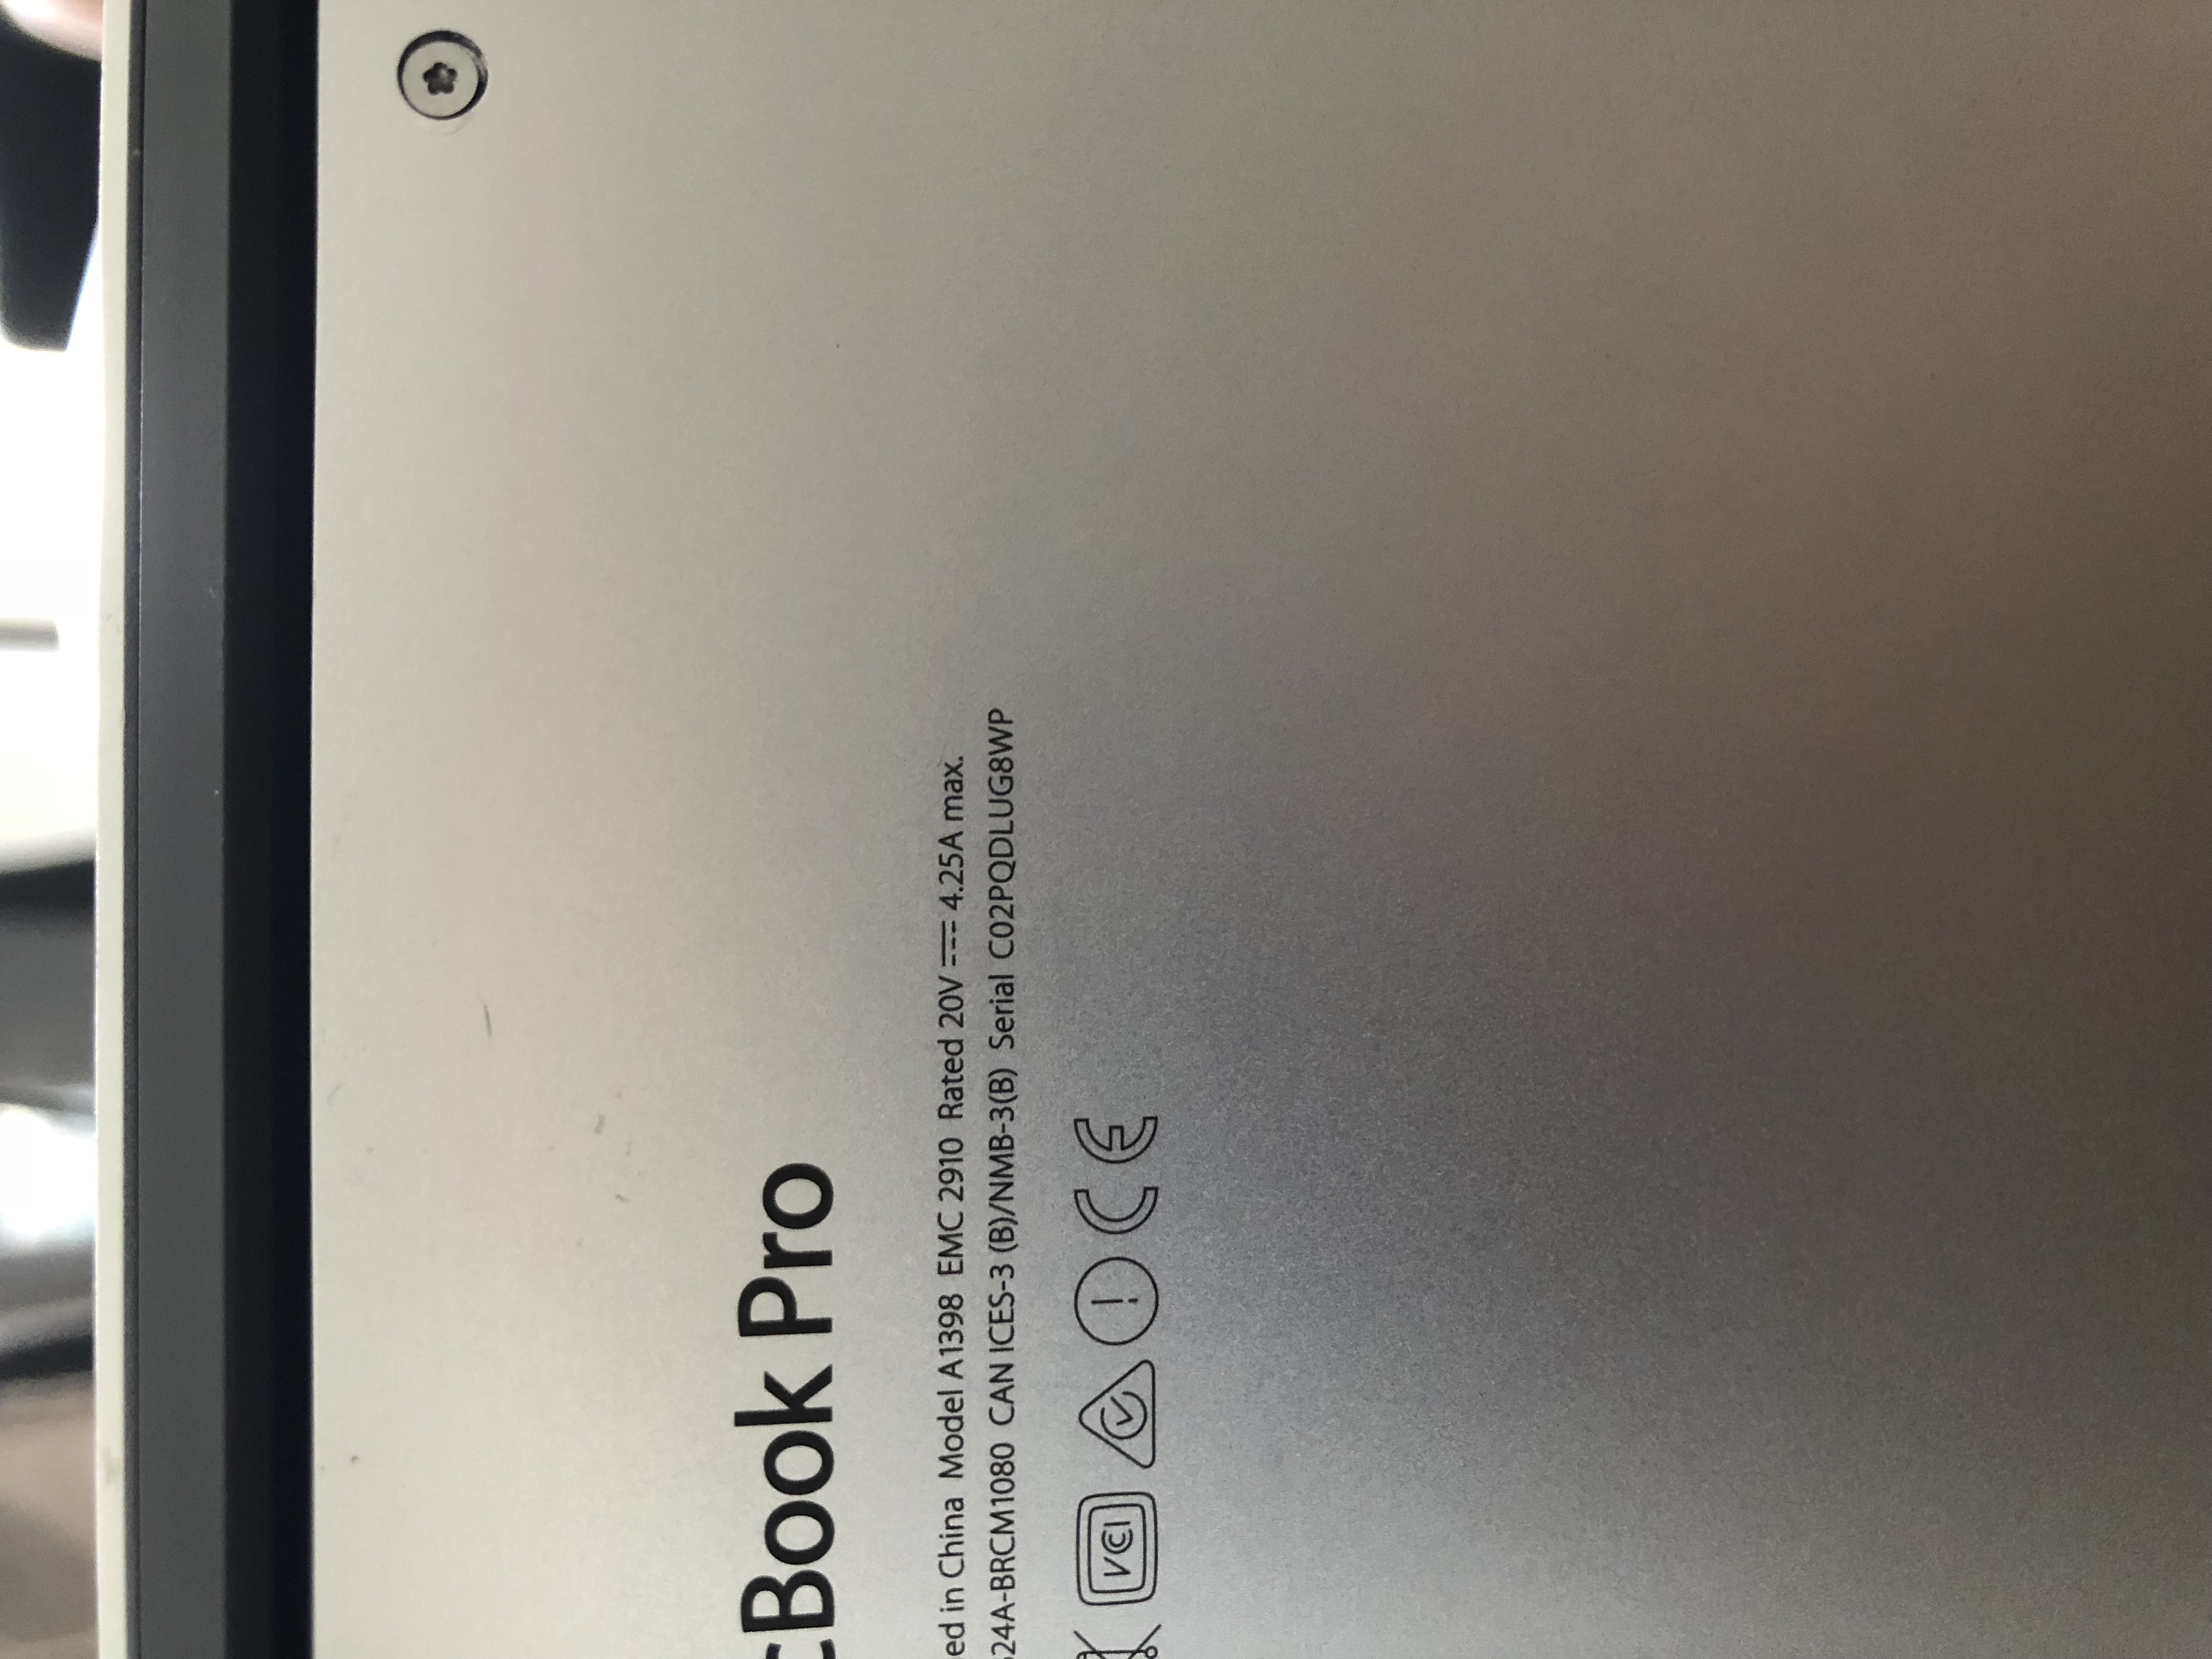 cBook Pro
ed in China Model A1398 EMC 2910 Rated 20V ⎓ 4.25A max.
24A-BRCM1080 CAN ICES-3 (B)/NMB-3(B) Serial C02PQDLUG8WP
VCI ! CE